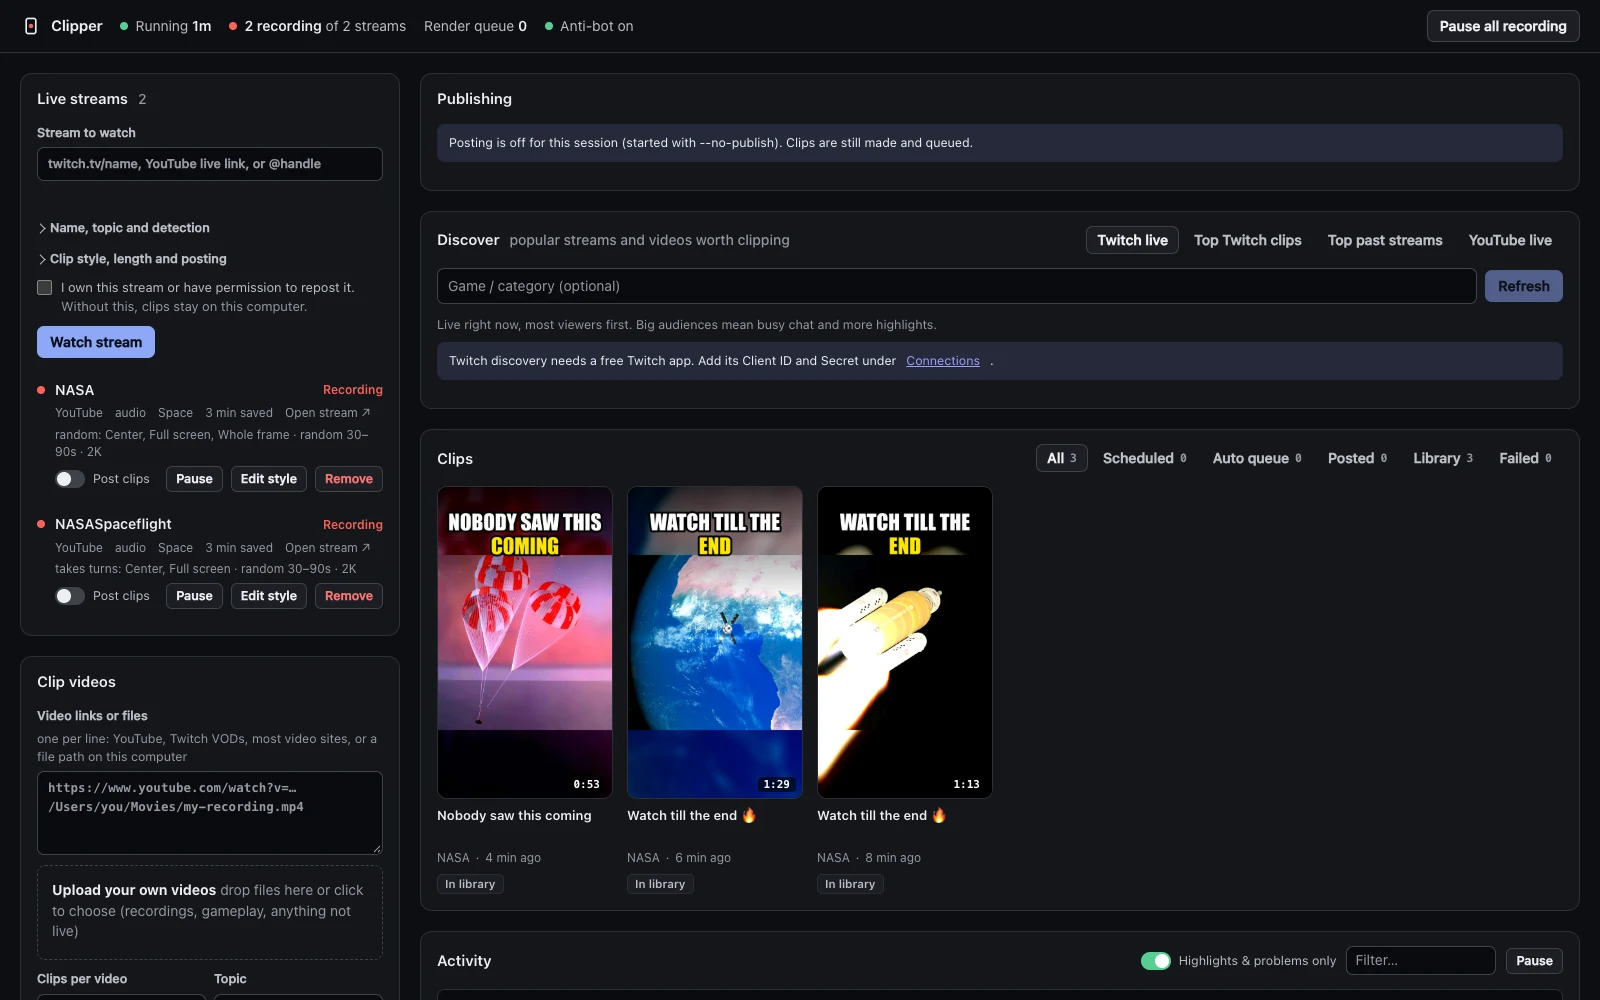 Clipper
Running 1m
2 recording of 2 streams
Render queue 0
Anti-bot on
Pause all recording
Live streams 2
Stream to watch
twitch.tv/name, YouTube live link, or @handle
Name, topic and detection
Clip style, length and posting
I own this stream or have permission to repost it.
Without this, clips stay on this computer.
Watch stream
NASA Recording
YouTube audio Space 3 min saved Open stream ↗
random: Center, Full screen, Whole frame · random 30–
90s · 2K
Post clips Pause Edit style Remove
NASASpaceflight Recording
YouTube audio Space 3 min saved Open stream ↗
takes turns: Center, Full screen · random 30–90s · 2K
Post clips Pause Edit style Remove
Clip videos
Video links or files
one per line: YouTube, Twitch VODs, most video sites, or a
file path on this computer
https://www.youtube.com/watch?v=…
/Users/you/Movies/my-recording.mp4
Upload your own videos drop files here or click
to choose (recordings, gameplay, anything not
live)
Clips per video Topic
Publishing
Posting is off for this session (started with --no-publish). Clips are still made and queued.
Discover popular streams and videos worth clipping
Twitch live Top Twitch clips Top past streams YouTube live
Game / category (optional)
Refresh
Live right now, most viewers first. Big audiences mean busy chat and more highlights.
Twitch discovery needs a free Twitch app. Add its Client ID and Secret under Connections .
Clips
All 3 Scheduled 0 Auto queue 0 Posted 0 Library 3 Failed 0
NOBODY SAW THIS
COMING
0:53
Nobody saw this coming
NASA · 4 min ago
In library
WATCH TILL THE
END
1:29
Watch till the end 🔥
NASA · 6 min ago
In library
WATCH TILL THE
END
1:13
Watch till the end 🔥
NASA · 8 min ago
In library
Activity
Highlights & problems only
Filter...
Pause